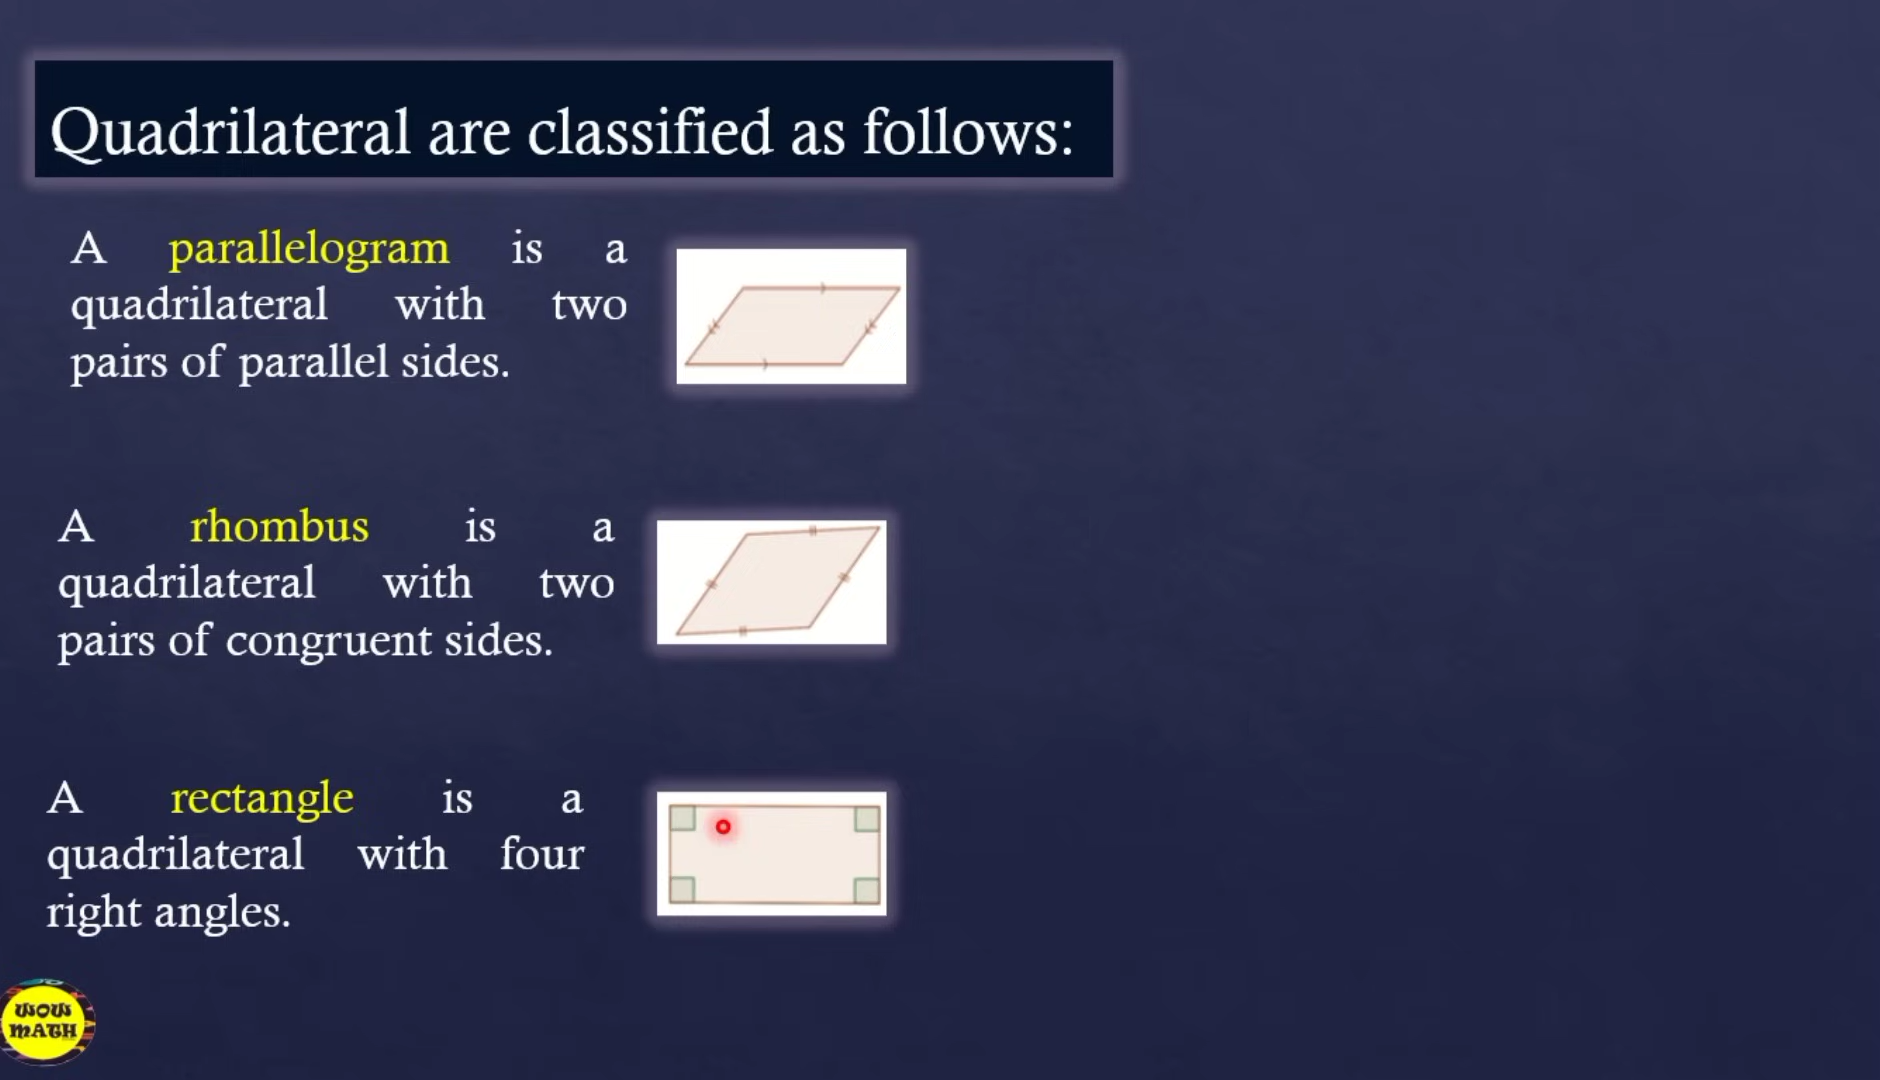 Quadrilateral are classified as follows:
A parallelogram is a
quadrilateral with two
pairs of parallel sides.
A rhombus is a
quadrilateral with two
pairs of congruent sides.
A rectangle is a
quadrilateral with four
right angles.
WOW
MATH